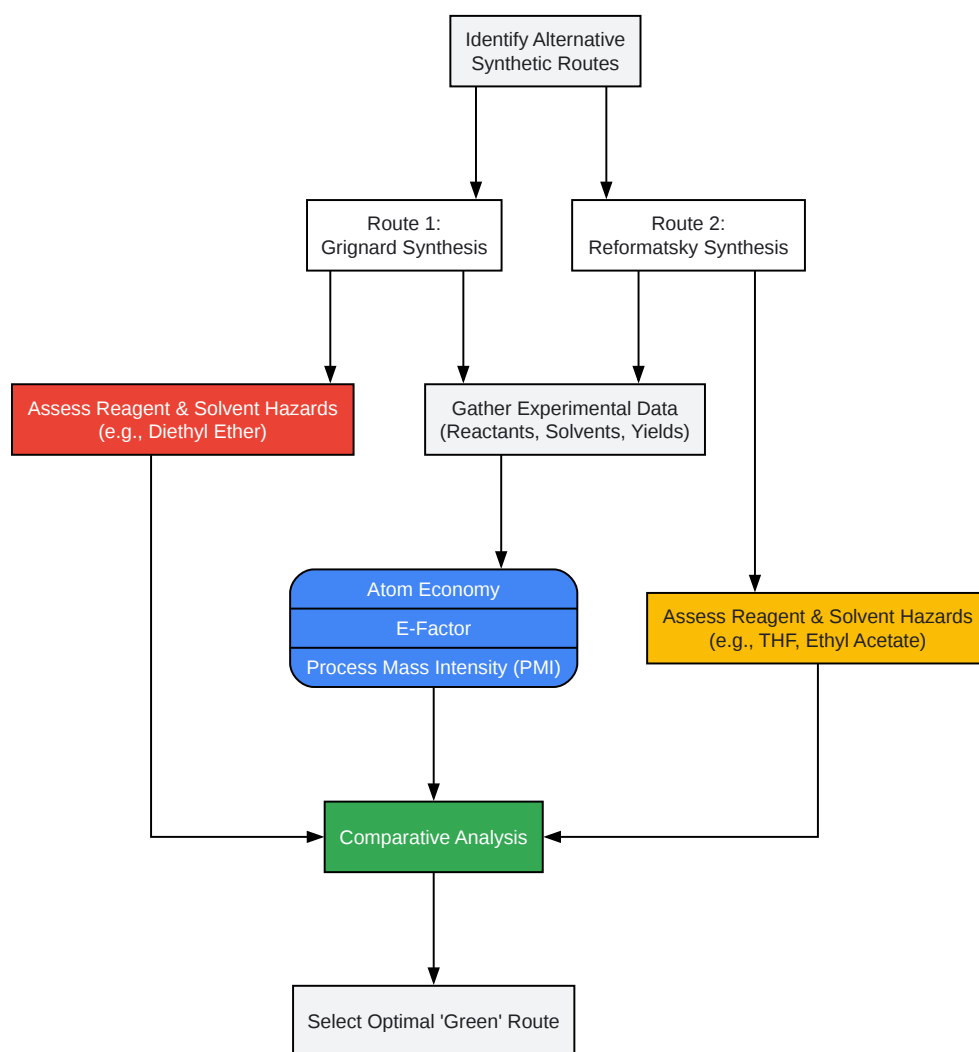 Identify Alternative
Synthetic Routes
Route 1:
Grignard Synthesis
Route 2:
Reformatsky Synthesis
Assess Reagent & Solvent Hazards
(e.g., Diethyl Ether)
Gather Experimental Data
(Reactants, Solvents, Yields)
Atom Economy
E-Factor
Process Mass Intensity (PMI)
Assess Reagent & Solvent Hazards
(e.g., THF, Ethyl Acetate)
Comparative Analysis
Select Optimal 'Green' Route